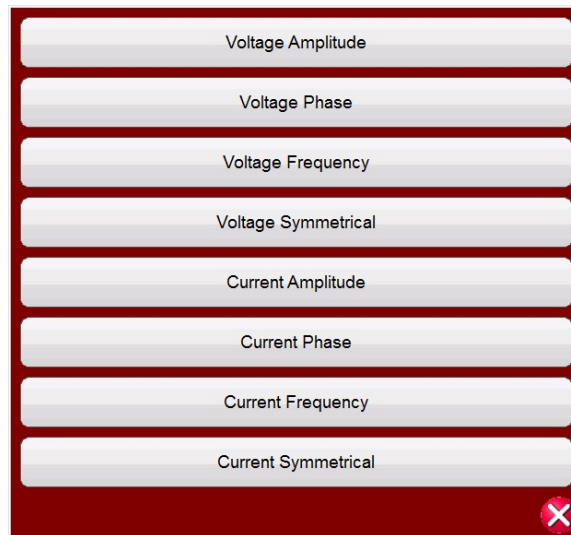 Voltage Amplitude
Voltage Phase
Voltage Frequency
Voltage Symmetrical
Current Amplitude
Current Phase
Current Frequency
Current Symmetrical